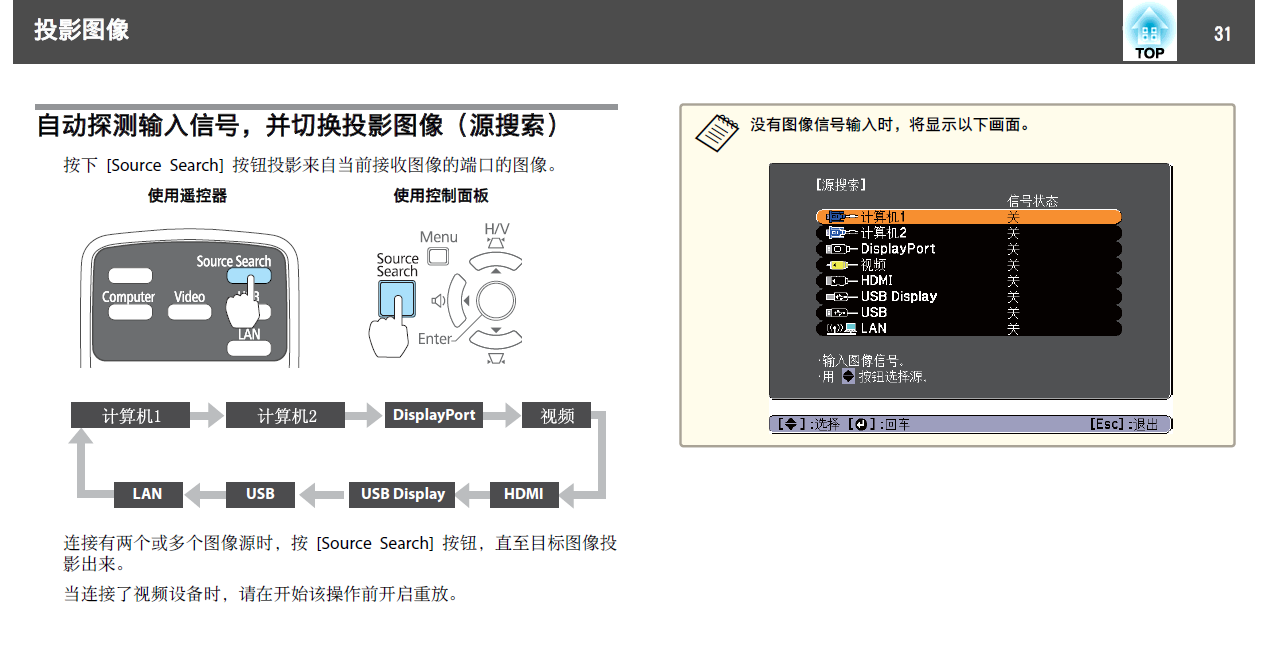 投影图像
TOP
31
自动探测输入信号，并切换投影图像（源搜索）
按下 [Source Search] 按钮投影来自当前接收图像的端口的图像。
使用遥控器
使用控制面板
Source Search
Computer
Video
LAN
Menu
H/V
Source
Search
Enter
计算机1
计算机2
DisplayPort
视频
LAN
USB
USB Display
HDMI
连接有两个或多个图像源时，按 [Source Search] 按钮，直至目标图像投
影出来。
当连接了视频设备时，请在开始该操作前开启重放。
没有图像信号输入时，将显示以下画面。
[源搜索]
信号状态
计算机1 关
计算机2 关
DisplayPort 关
视频 关
HDMI 关
USB Display 关
USB 关
LAN 关
·输入图像信号.
·用 按钮选择源.
[ ] :选择 [ ] :回车 [Esc] :退出